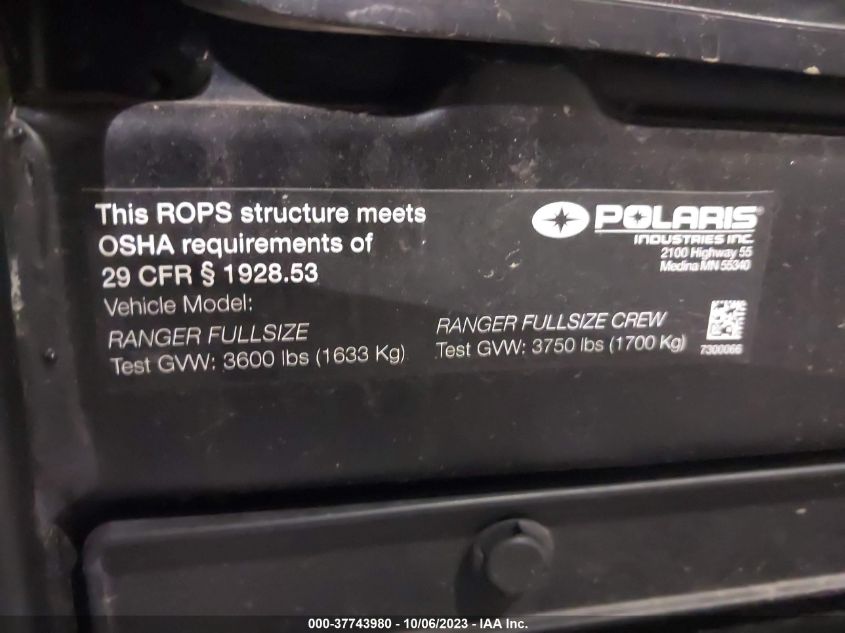 This ROPS structure meets
OSHA requirements of
29 CFR § 1928.53
Vehicle Model:
RANGER FULLSIZE
Test GVW: 3600 lbs (1633 Kg)
POLARIS
INDUSTRIES INC.
2100 Highway 55
Medina MN 55340
RANGER FULLSIZE CREW
Test GVW: 3750 lbs (1700 Kg)
7300066
000-37743980 - 10/06/2023 - IAA Inc.